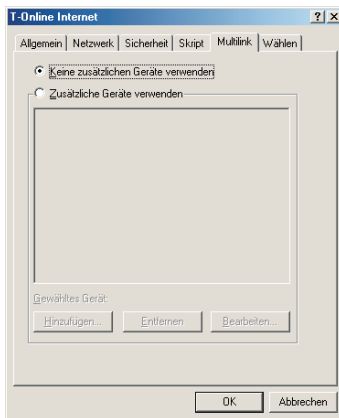 T-Online Internet
Allgemein Netzwerk Sicherheit Skript Multilink Wählen
Keine zusätzlichen Geräte verwenden
Zusätzliche Geräte verwenden
Gewähltes Gerät:
Hinzufügen... Entfernen Bearbeiten...
OK Abbrechen